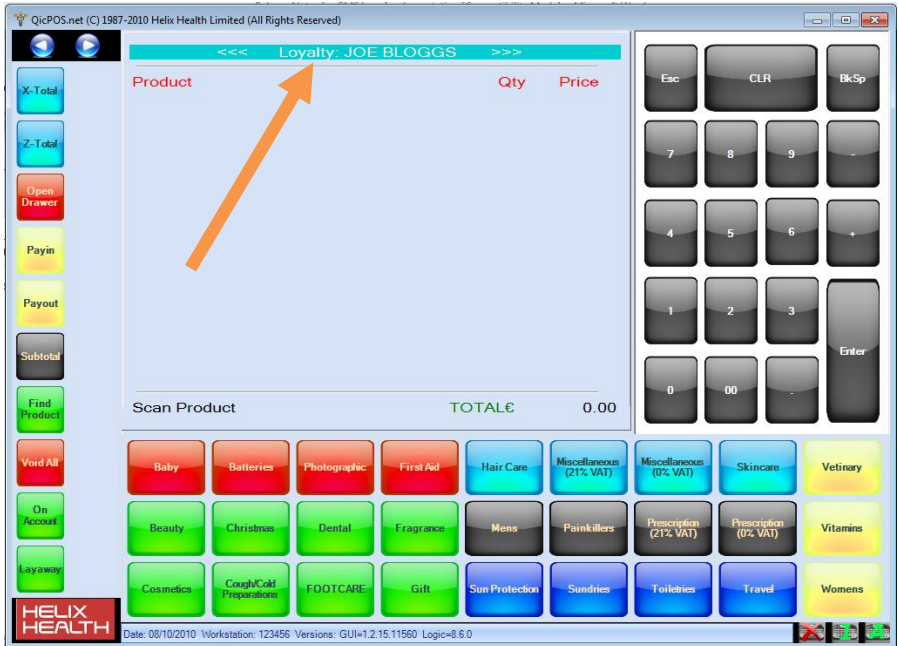 QicPOS.net (C) 1987-2010 Helix Health Limited (All Rights Reserved)
<<< Loyalty: JOE BLOGGS >>>
Product Qty Price
Scan Product TOTAL€ 0.00
X-Total
Z-Total
Open
Drawer
Payin
Payout
Subtotal
Find
Product
Void All
On
Account
Layaway
HELIX
HEALTH
Esc CLR BkSp
7 8 9 -
4 5 6 +
1 2 3
Enter
0 00 .
Baby Batteries Photographic First Aid Hair Care Miscellaneous (21% VAT) Miscellaneous (0% VAT) Skincare Vetinary
Beauty Christmas Dental Fragrance Mens Painkillers Prescription (21% VAT) Prescription (0% VAT) Vitamins
Cosmetics Cough/Cold Preparations FOOTCARE Gift Sun Protection Sundries Toiletries Travel Womens
Date: 08/10/2010 Workstation: 123456 Versions: GUI=1.2.15.11560 Logic=8.6.0